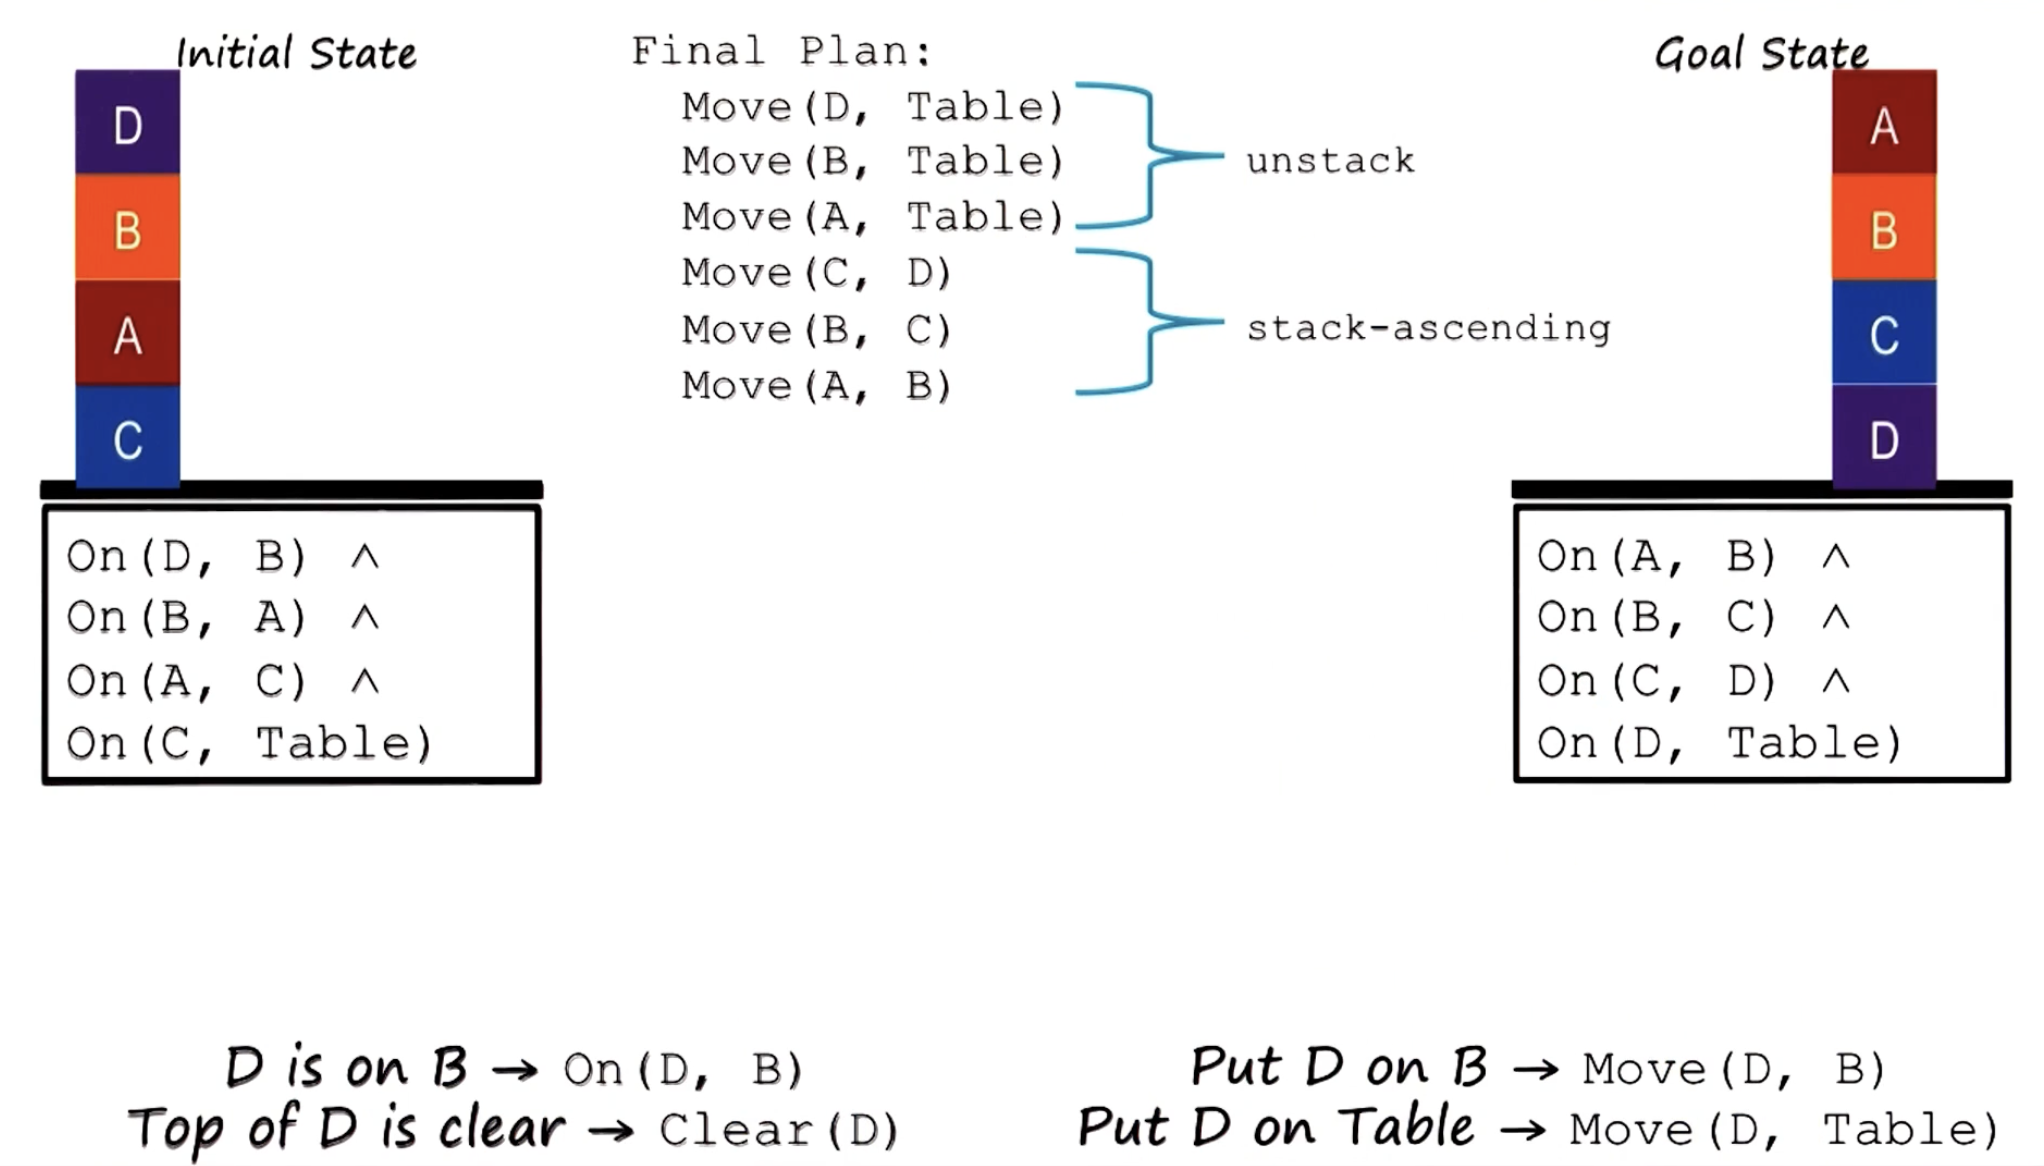 Initial State
D
B
A
C
On(D, B) ∧
On(B, A) ∧
On(A, C) ∧
On(C, Table)
Final Plan:
Move(D, Table)
Move(B, Table)
Move(A, Table)
unstack
Move(C, D)
Move(B, C)
Move(A, B)
stack-ascending
Goal State
A
B
C
D
On(A, B) ∧
On(B, C) ∧
On(C, D) ∧
On(D, Table)
D is on B → On(D, B)
Top of D is clear → Clear(D)
Put D on B → Move(D, B)
Put D on Table → Move(D, Table)